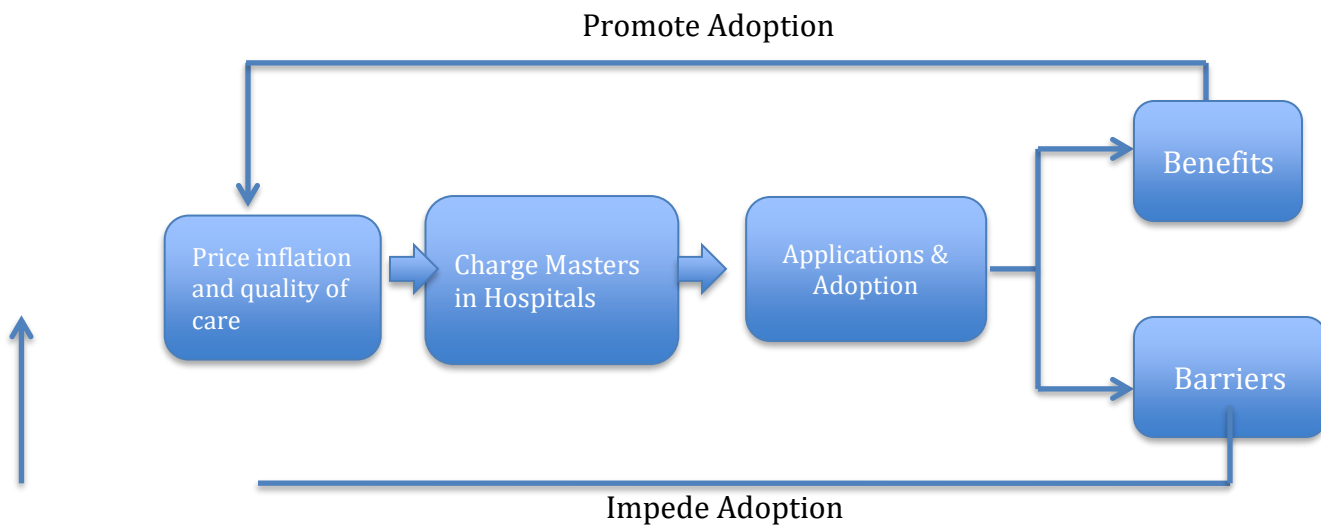 Promote Adoption
Benefits
Price inflation
and quality of
care
Charge Masters
in Hospitals
Applications &
Adoption
Barriers
Impede Adoption